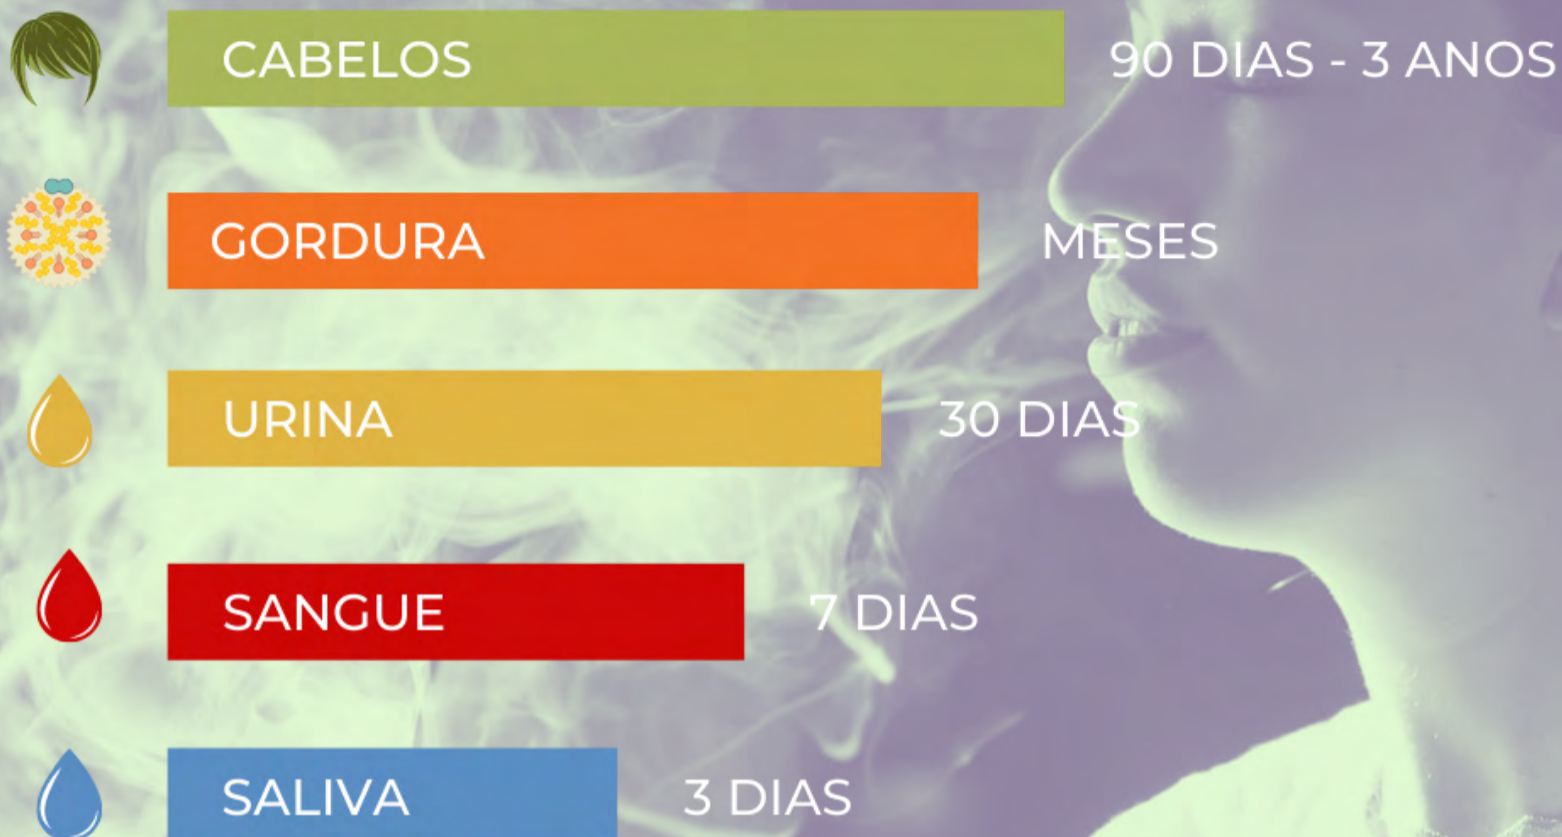 CABELOS 90 DIAS - 3 ANOS
GORDURA MESES
URINA 30 DIAS
SANGUE 7 DIAS
SALIVA 3 DIAS